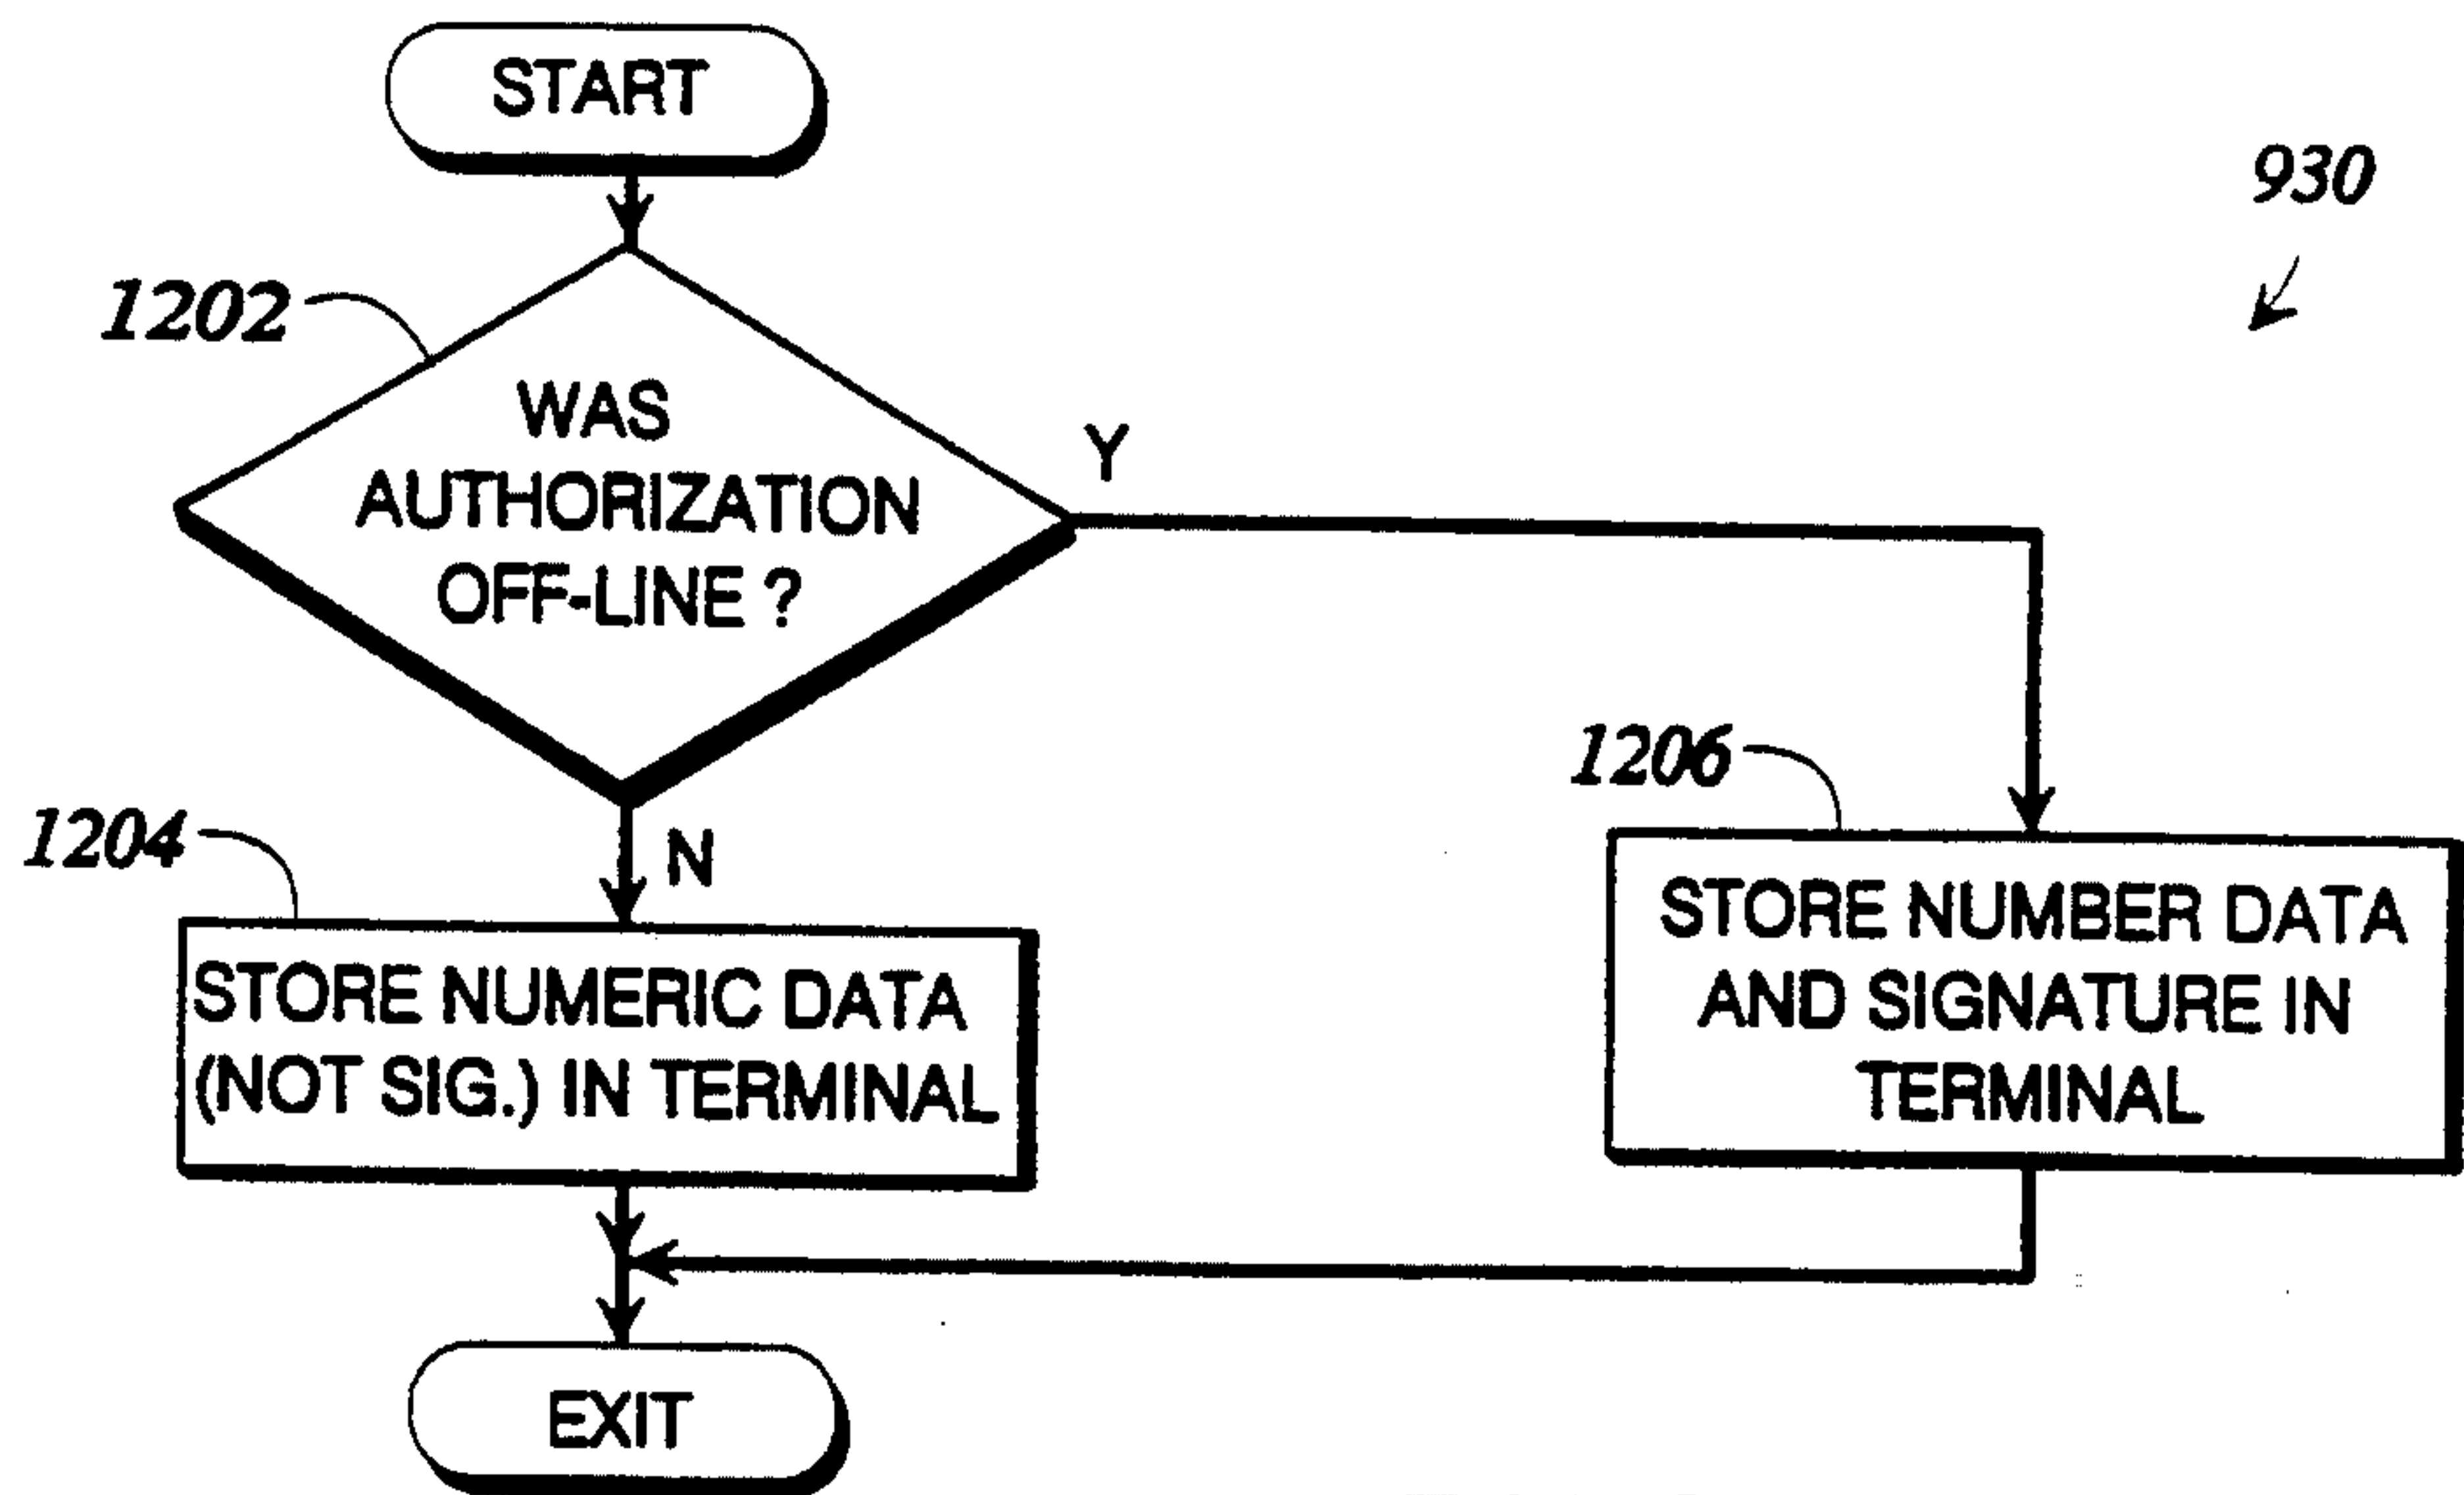 START
930
1202
WAS
AUTHORIZATION
OFF-LINE ?
Y
N
1204
STORE NUMERIC DATA
(NOT SIG.) IN TERMINAL
1206
STORE NUMBER DATA
AND SIGNATURE IN
TERMINAL
EXIT